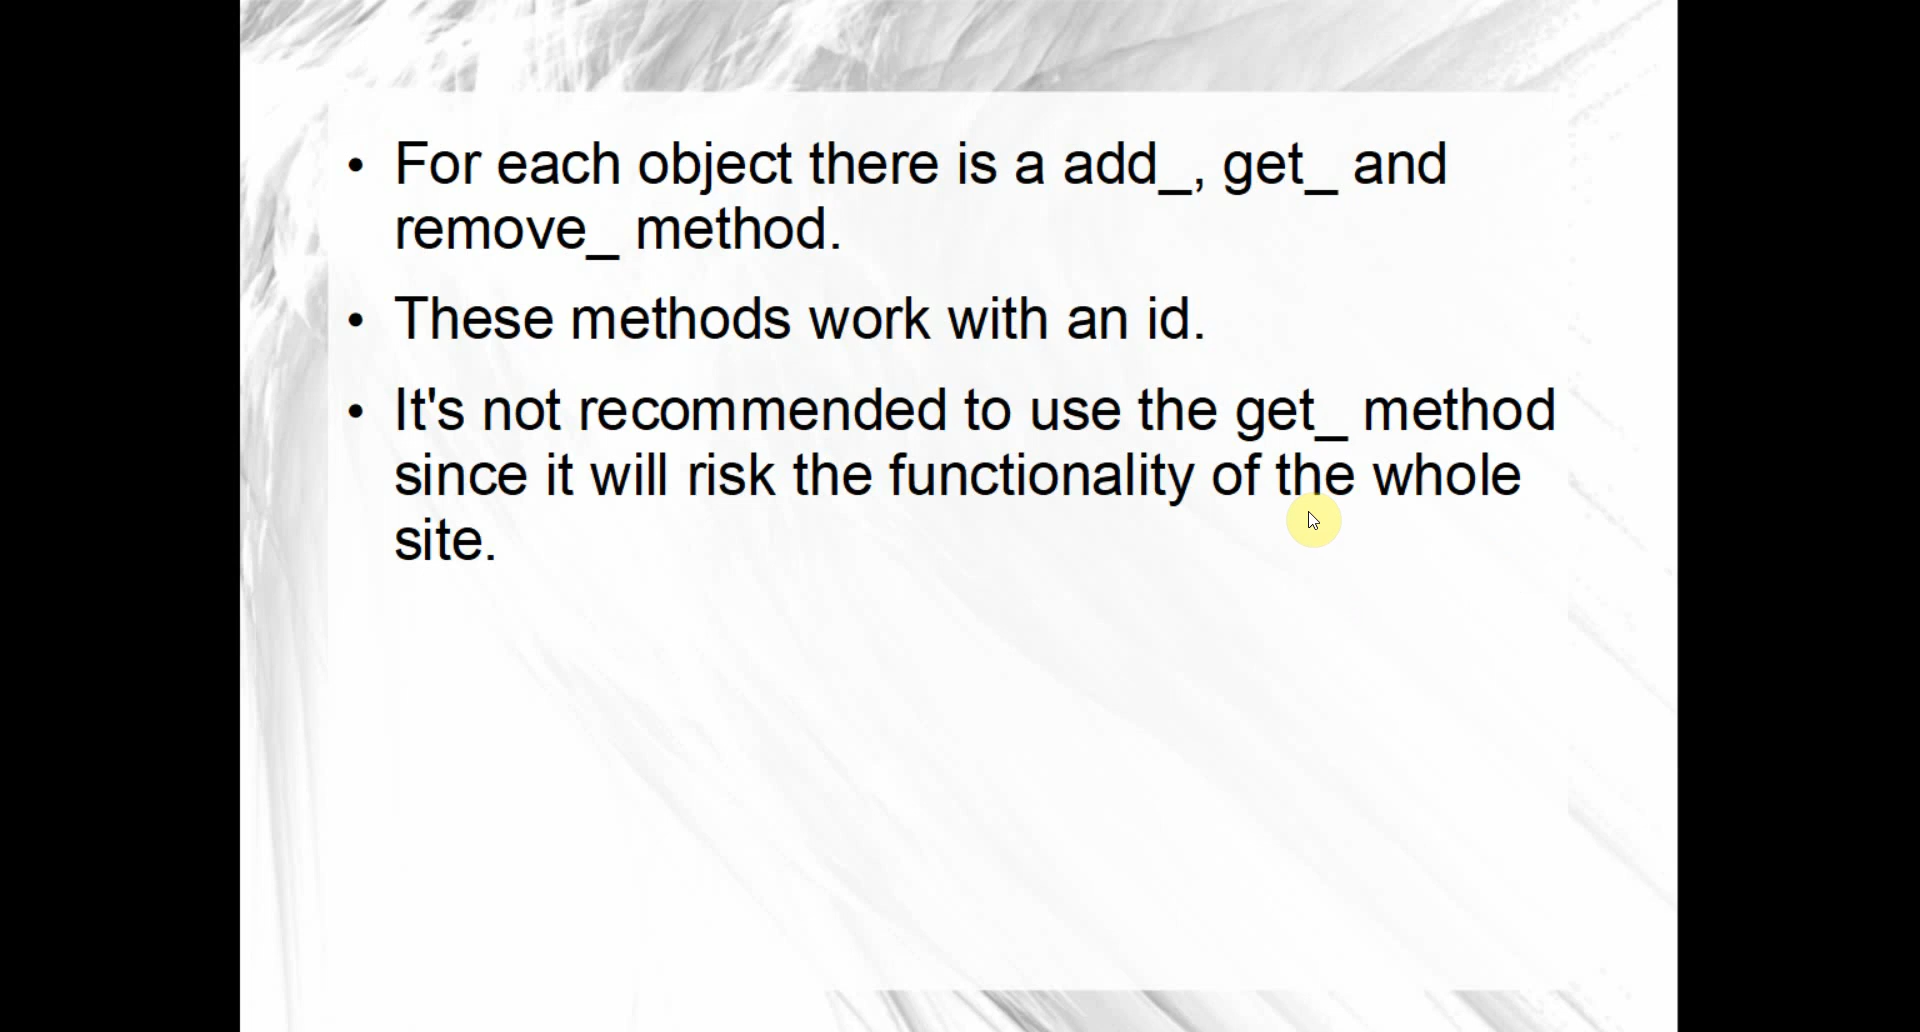 • For each object there is a add_, get_ and
remove_ method.
• These methods work with an id.
• It's not recommended to use the get_ method
since it will risk the functionality of the whole
site.